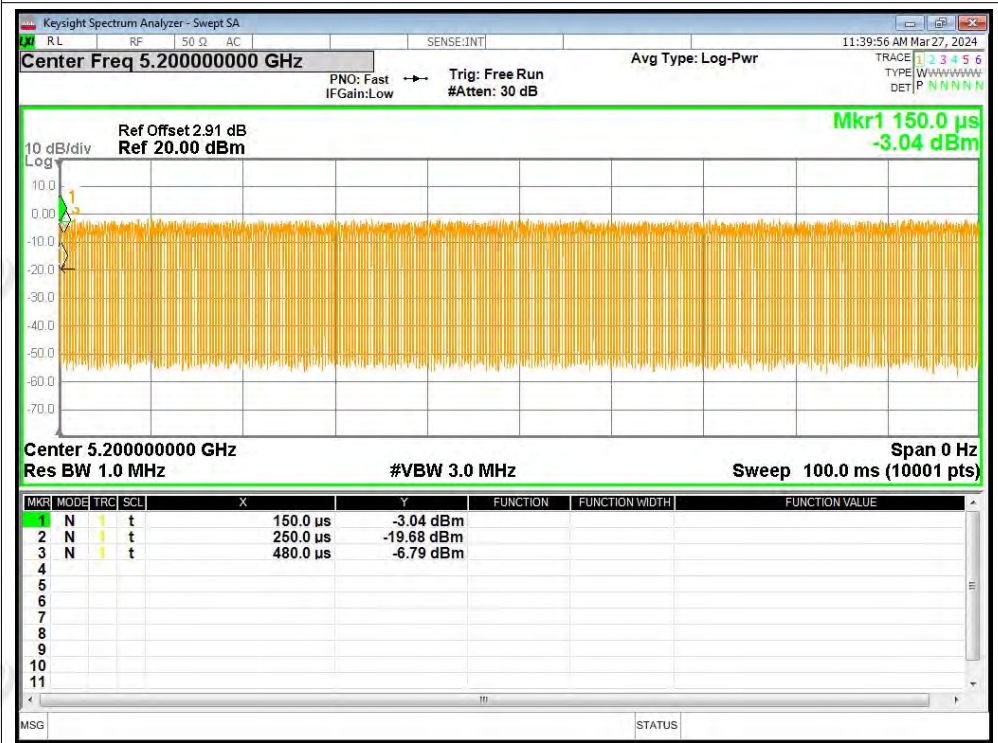 Keysight Spectrum Analyzer - Swept SA
LXI RL RF 50 Ω AC SENSE:INT 11:39:56 AM Mar 27, 2024
Center Freq 5.200000000 GHz
PNO: Fast
IFGain:Low
Trig: Free Run
#Atten: 30 dB
Avg Type: Log-Pwr
TRACE 1 2 3 4 5 6
TYPE WWWWWWW
DET P N N N N N
Mkr1 150.0 µs
-3.04 dBm
Ref Offset 2.91 dB
10 dB/div Ref 20.00 dBm
Log
10.0
0.00
-10.0
-20.0
-30.0
-40.0
-50.0
-60.0
-70.0
1
Center 5.200000000 GHz Span 0 Hz
Res BW 1.0 MHz #VBW 3.0 MHz Sweep 100.0 ms (10001 pts)
MKR MODE TRC SCL X Y FUNCTION FUNCTION WIDTH FUNCTION VALUE
1 N 1 t 150.0 µs -3.04 dBm
2 N 1 t 250.0 µs -19.68 dBm
3 N 1 t 480.0 µs -6.79 dBm
4
5
6
7
8
9
10
11
MSG STATUS